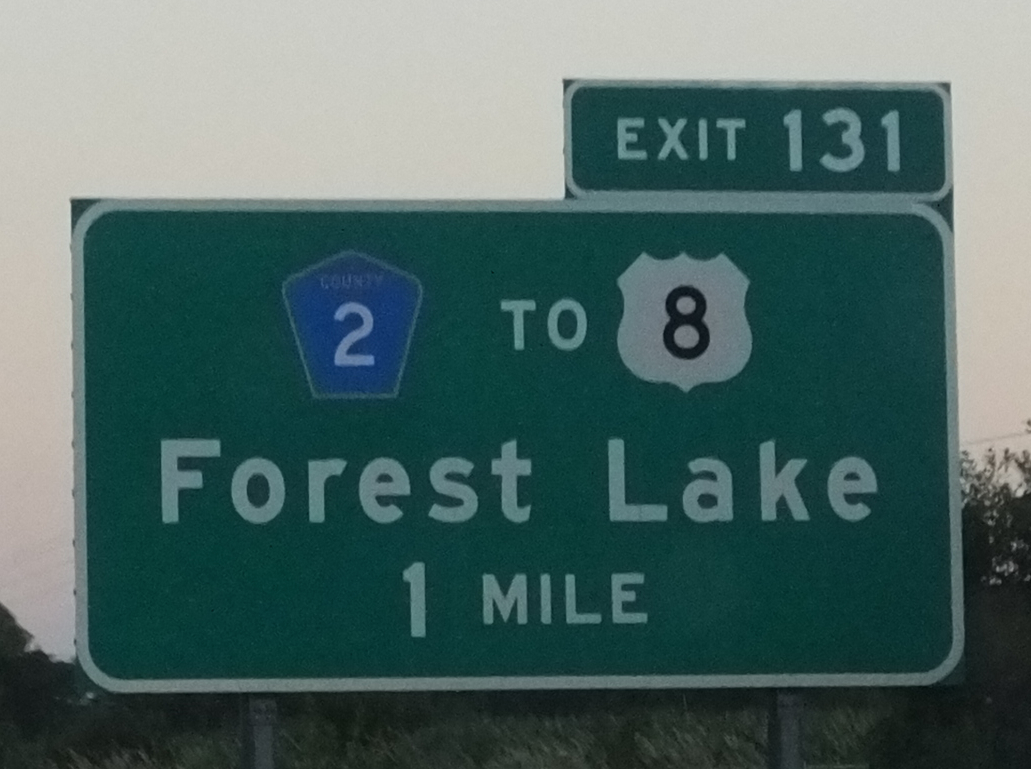 EXIT 131
COUNTY
2 TO 8
Forest Lake
1 MILE